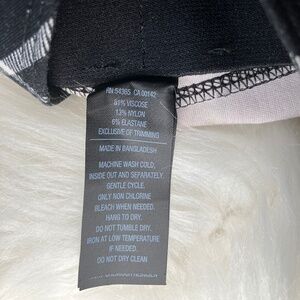 RN 54365 CA 00142
81% VISCOSE
13% NYLON
6% ELASTANE
EXCLUSIVE OF TRIMMING
MADE IN BANGLADESH
MACHINE WASH COLD.
INSIDE OUT AND SEPARATELY.
GENTLE CYCLE.
ONLY NON CHLORINE
BLEACH WHEN NEEDED.
HANG TO DRY.
DO NOT TUMBLE DRY.
IRON AT LOW TEMPERATURE
IF NEEDED.
DO NOT DRY CLEAN